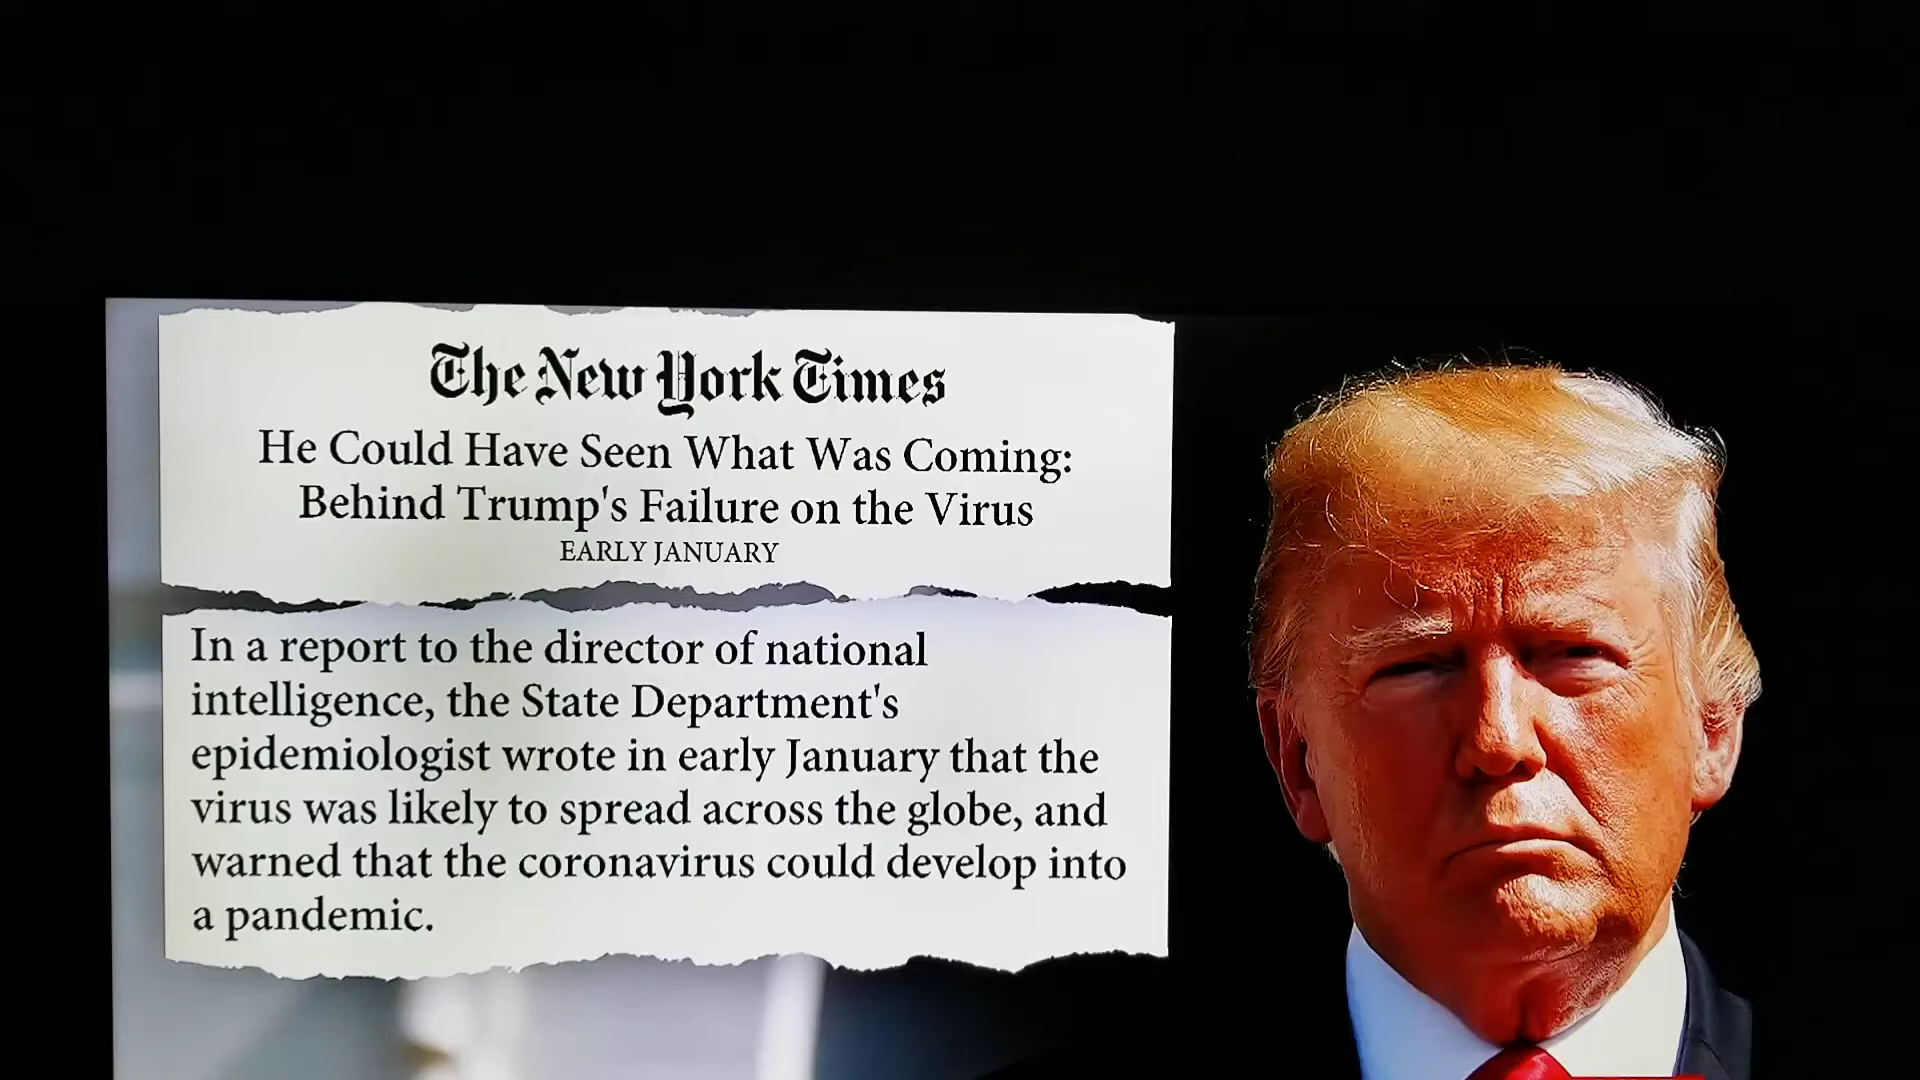 The New York Times
He Could Have Seen What Was Coming:
Behind Trump's Failure on the Virus
EARLY JANUARY
In a report to the director of national
intelligence, the State Department's
epidemiologist wrote in early January that the
virus was likely to spread across the globe, and
warned that the coronavirus could develop into
a pandemic.